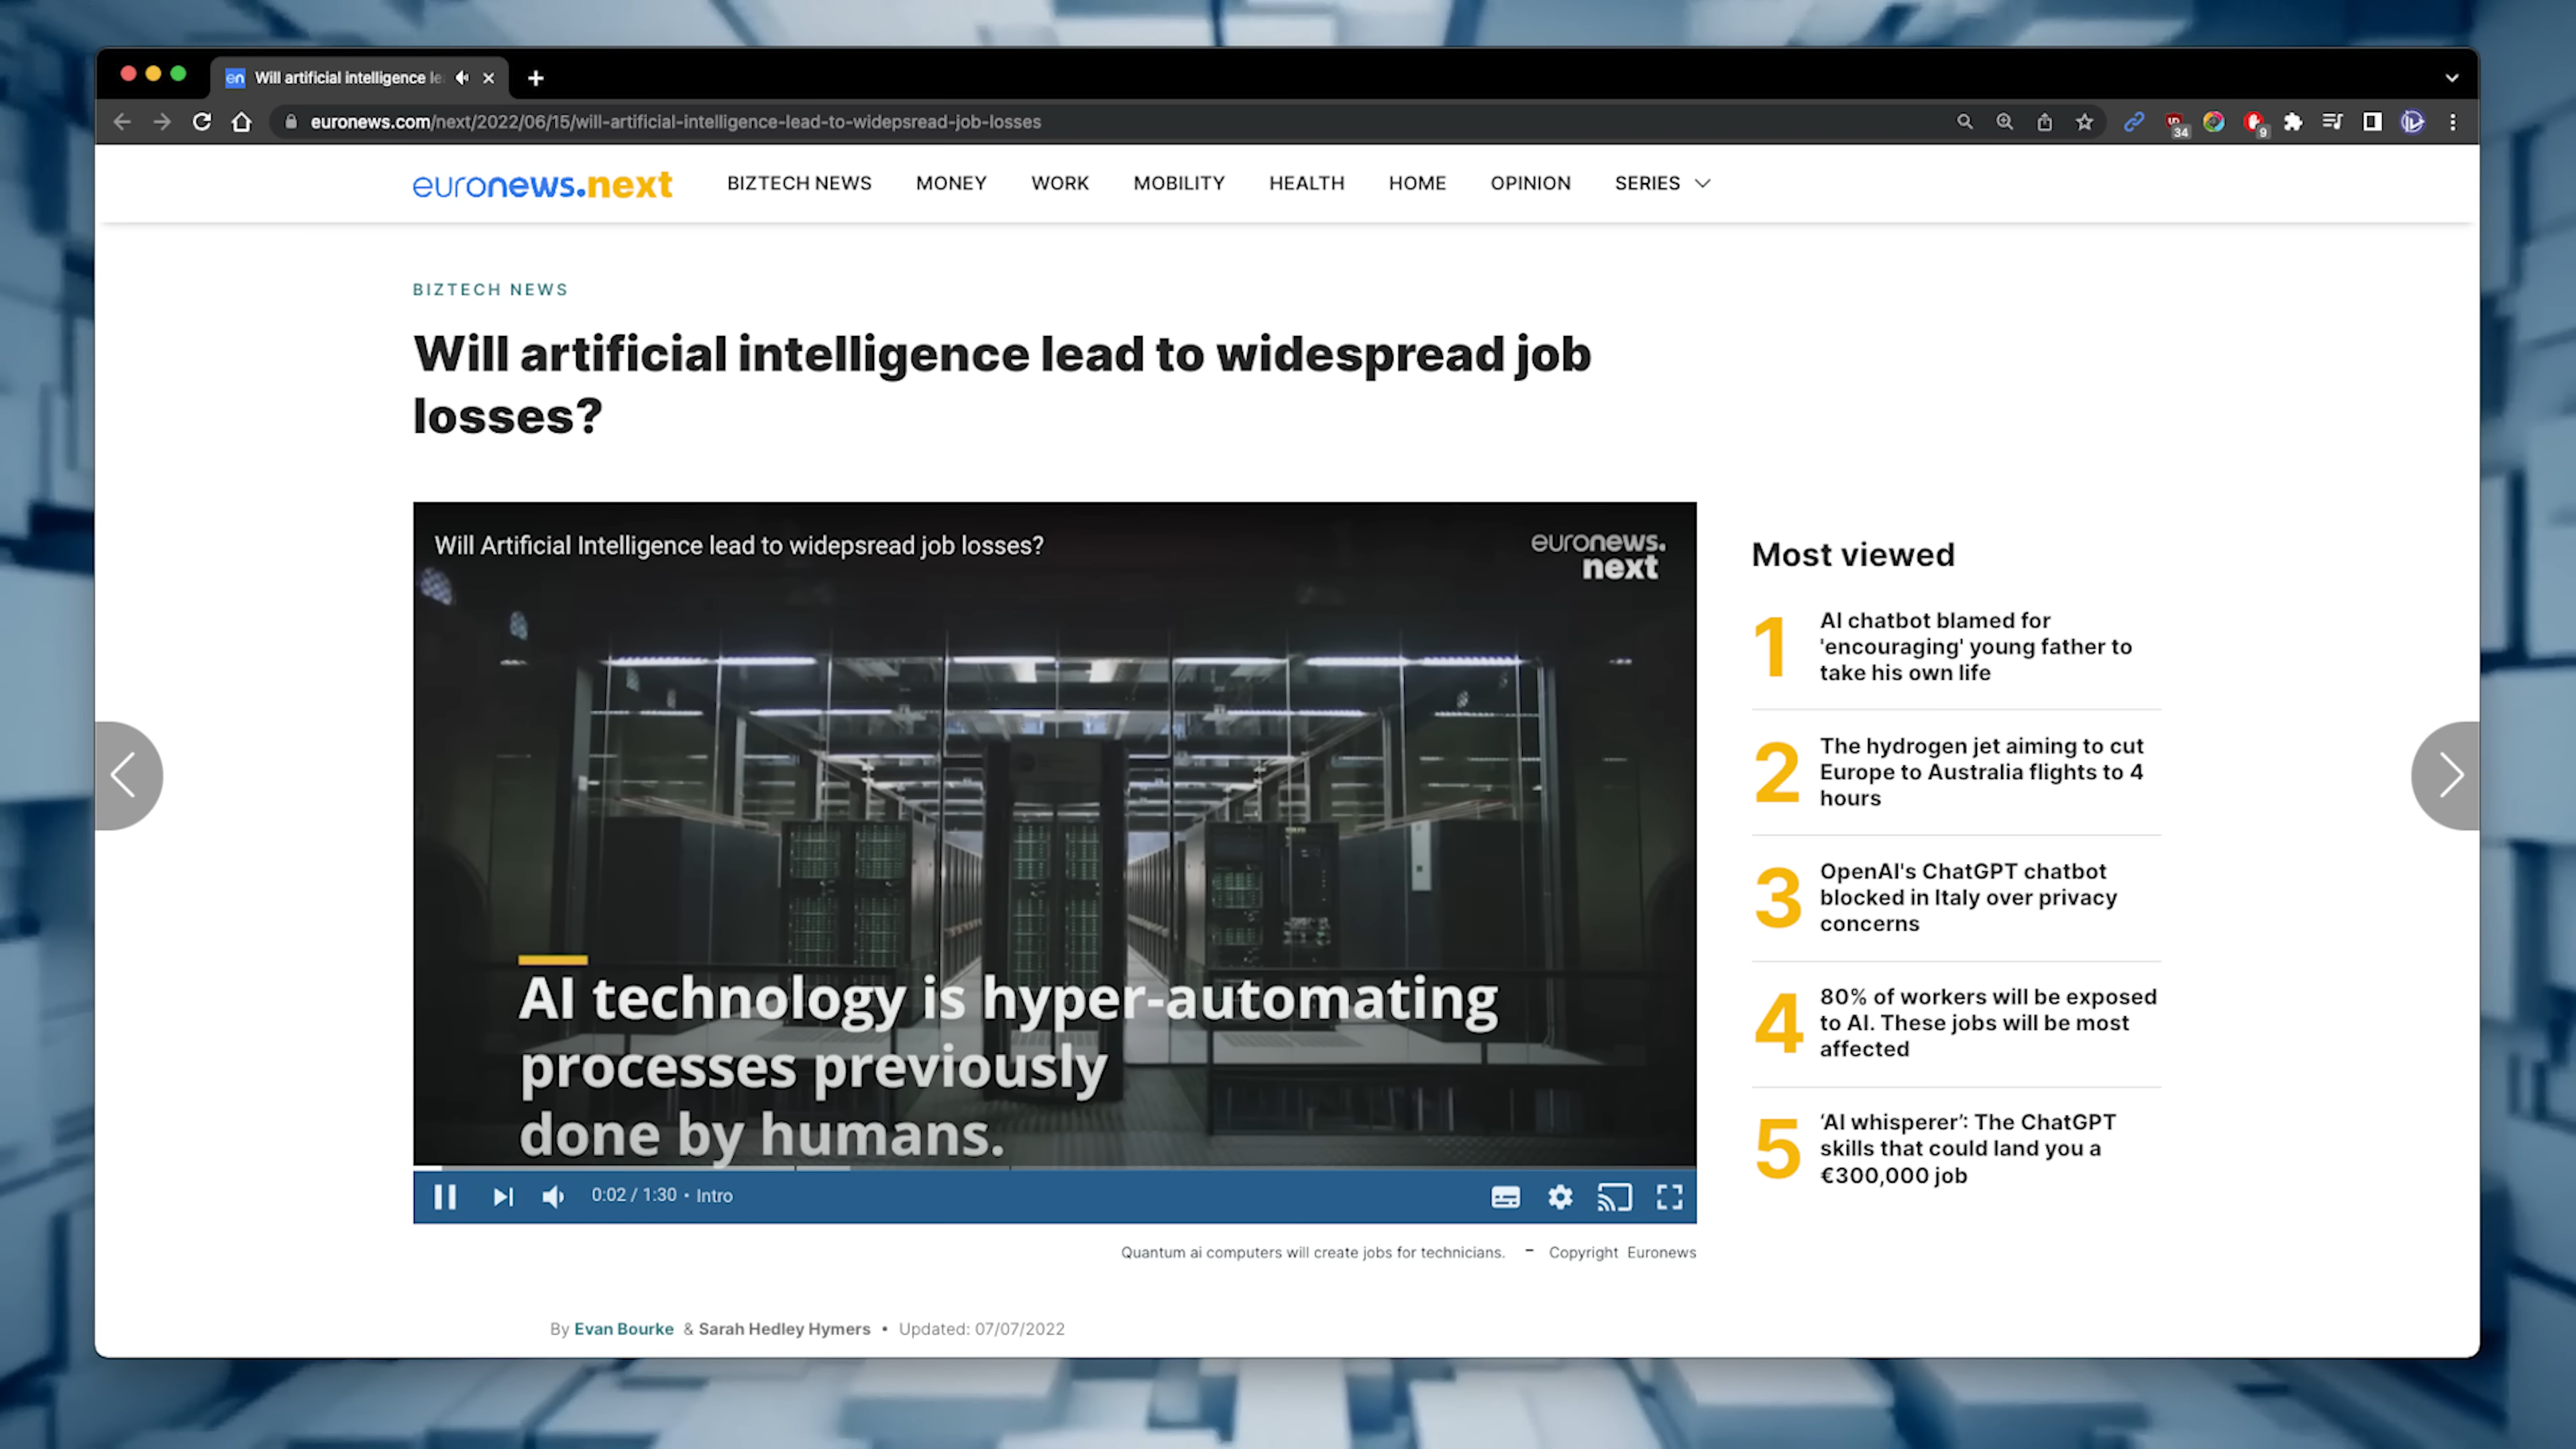 Will artificial intelligence le
euronews.com/next/2022/06/15/will-artificial-intelligence-lead-to-widepsread-job-losses
34
9
euronews.next
BIZTECH NEWS
MONEY
WORK
MOBILITY
HEALTH
HOME
OPINION
SERIES
BIZTECH NEWS
Will artificial intelligence lead to widespread job
losses?
Will Artificial Intelligence lead to widepsread job losses?
euronews.
next
AI technology is hyper-automating
processes previously
done by humans.
0:02 / 1:30 • Intro
Quantum ai computers will create jobs for technicians. – Copyright Euronews
By Evan Bourke & Sarah Hedley Hymers • Updated: 07/07/2022
Most viewed
1
AI chatbot blamed for
'encouraging' young father to
take his own life
2
The hydrogen jet aiming to cut
Europe to Australia flights to 4
hours
3
OpenAI's ChatGPT chatbot
blocked in Italy over privacy
concerns
4
80% of workers will be exposed
to AI. These jobs will be most
affected
5
‘AI whisperer’: The ChatGPT
skills that could land you a
€300,000 job